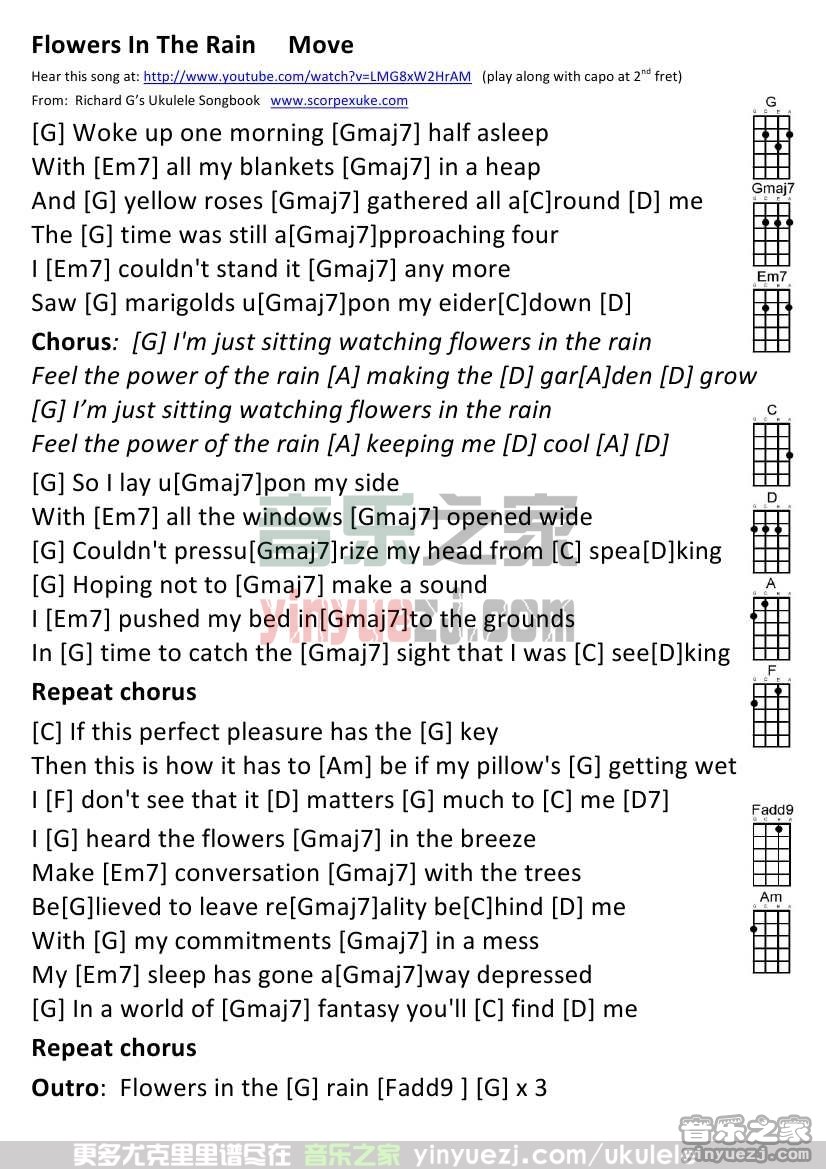 Flowers In The Rain Move
Hear this song at: http://www.youtube.com/watch?v=LMG8xW2HrAM (play along with capo at 2nd fret)
From: Richard G's Ukulele Songbook www.scorpexuke.com
[G] Woke up one morning [Gmaj7] half asleep
With [Em7] all my blankets [Gmaj7] in a heap
And [G] yellow roses [Gmaj7] gathered all a[C]round [D] me
The [G] time was still a[Gmaj7]pproaching four
I [Em7] couldn't stand it [Gmaj7] any more
Saw [G] marigolds u[Gmaj7]pon my eider[C]down [D]
Chorus: [G] I'm just sitting watching flowers in the rain
Feel the power of the rain [A] making the [D] gar[A]den [D] grow
[G] I’m just sitting watching flowers in the rain
Feel the power of the rain [A] keeping me [D] cool [A] [D]
[G] So I lay u[Gmaj7]pon my side
With [Em7] all the windows [Gmaj7] opened wide
[G] Couldn't pressu[Gmaj7]rize my head from [C] spea[D]king
[G] Hoping not to [Gmaj7] make a sound
I [Em7] pushed my bed in[Gmaj7]to the grounds
In [G] time to catch the [Gmaj7] sight that I was [C] see[D]king
Repeat chorus
[C] If this perfect pleasure has the [G] key
Then this is how it has to [Am] be if my pillow's [G] getting wet
I [F] don't see that it [D] matters [G] much to [C] me [D7]
I [G] heard the flowers [Gmaj7] in the breeze
Make [Em7] conversation [Gmaj7] with the trees
Be[G]lieved to leave re[Gmaj7]ality be[C]hind [D] me
With [G] my commitments [Gmaj7] in a mess
My [Em7] sleep has gone a[Gmaj7]way depressed
[G] In a world of [Gmaj7] fantasy you'll [C] find [D] me
Repeat chorus
Outro: Flowers in the [G] rain [Fadd9 ] [G] x 3
G
G C E A
Gmaj7
G C E A
Em7
G C E A
C
G C E A
D
G C E A
A
G C E A
F
G C E A
Fadd9
G C E A
Am
G C E A
音乐之家
yinyuezj.com
更多尤克里里谱尽在 音乐之家 yinyuezj.com/ukulele
音乐之家
yinyuezj.com